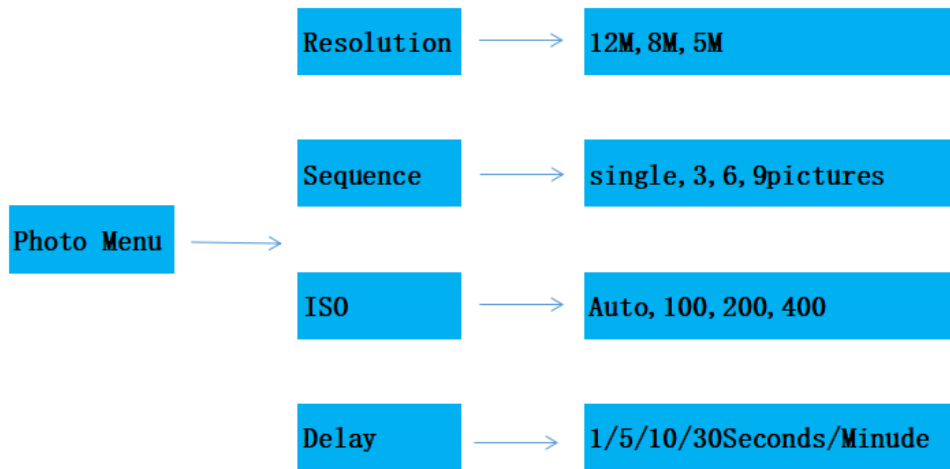 Resolution
12M,8M,5M
Sequence
single,3,6,9pictures
Photo Menu
ISO
Auto,100,200,400
Delay
1/5/10/30Seconds/Minude